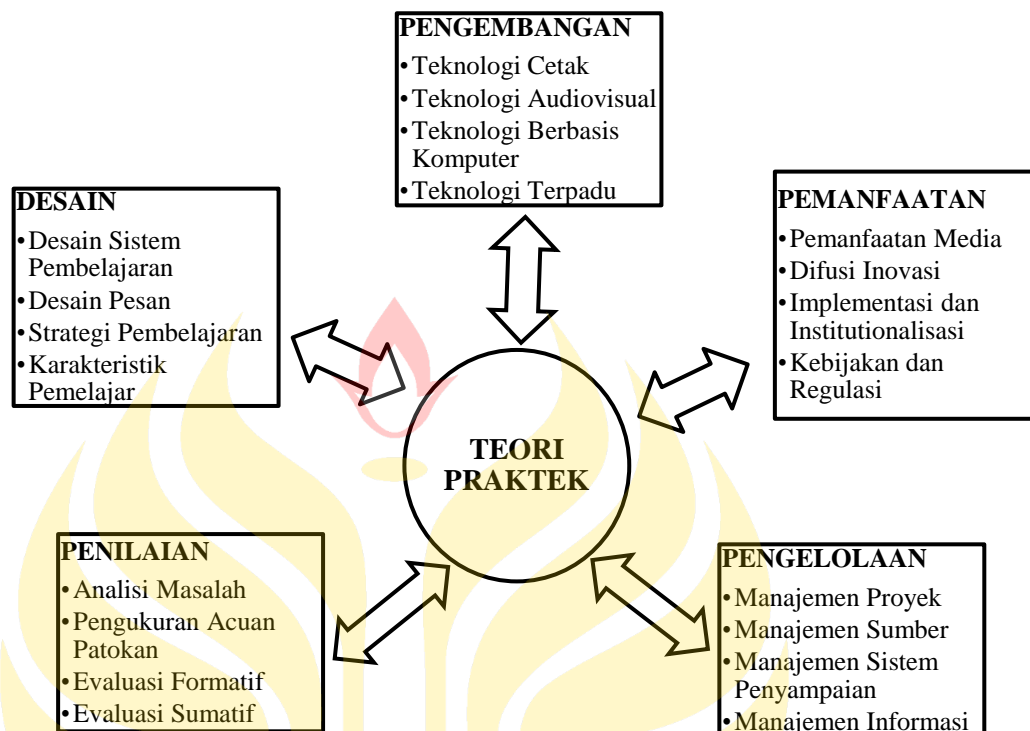 PENGEMBANGAN
•Teknologi Cetak
•Teknologi Audiovisual
•Teknologi Berbasis
Komputer
•Teknologi Terpadu
DESAIN
•Desain Sistem
Pembelajaran
•Desain Pesan
•Strategi Pembelajaran
•Karakteristik
Pemelajar
PEMANFAATAN
•Pemanfaatan Media
•Difusi Inovasi
•Implementasi dan
Institutionalisasi
•Kebijakan dan
Regulasi
TEORI
PRAKTEK
PENILAIAN
•Analisi Masalah
•Pengukuran Acuan
Patokan
•Evaluasi Formatif
•Evaluasi Sumatif
PENGELOLAAN
•Manajemen Proyek
•Manajemen Sumber
•Manajemen Sistem
Penyampaian
•Manajemen Informasi